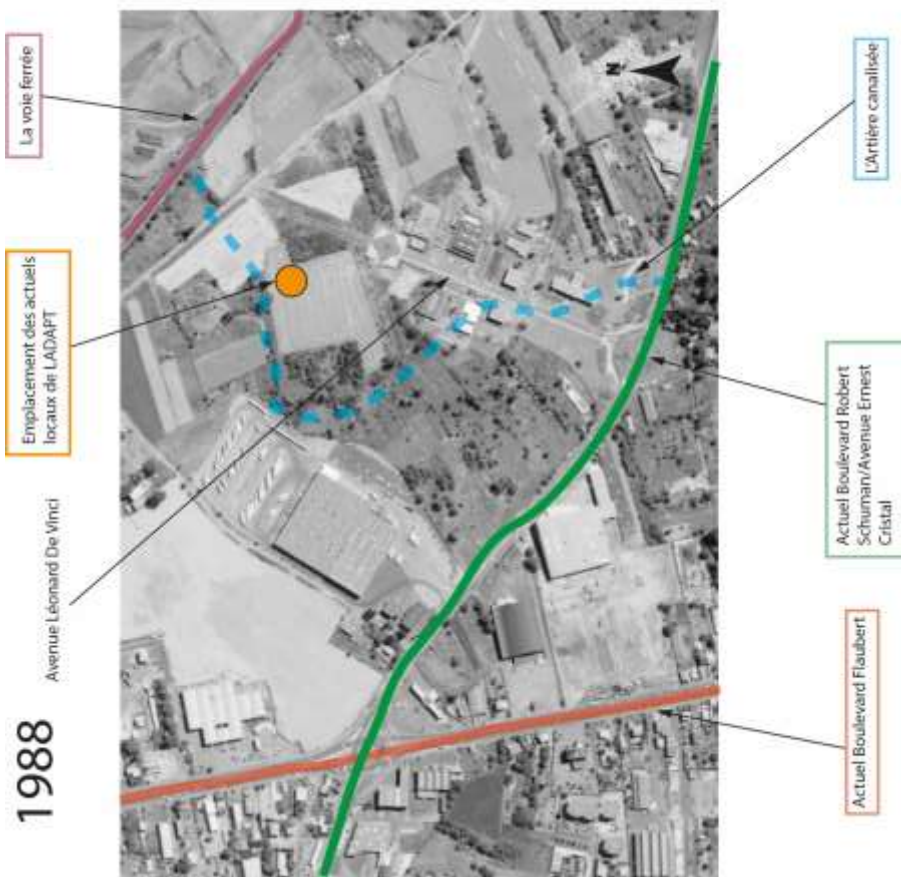 1988
Avenue Léonard De Vinci
Emplacement des actuels
locaux de LADAPT
La voie ferrée
N
Actuel Boulevard Flaubert
Actuel Boulevard Robert
Schuman/Avenue Ernest
Cristal
L'Artière canalisée